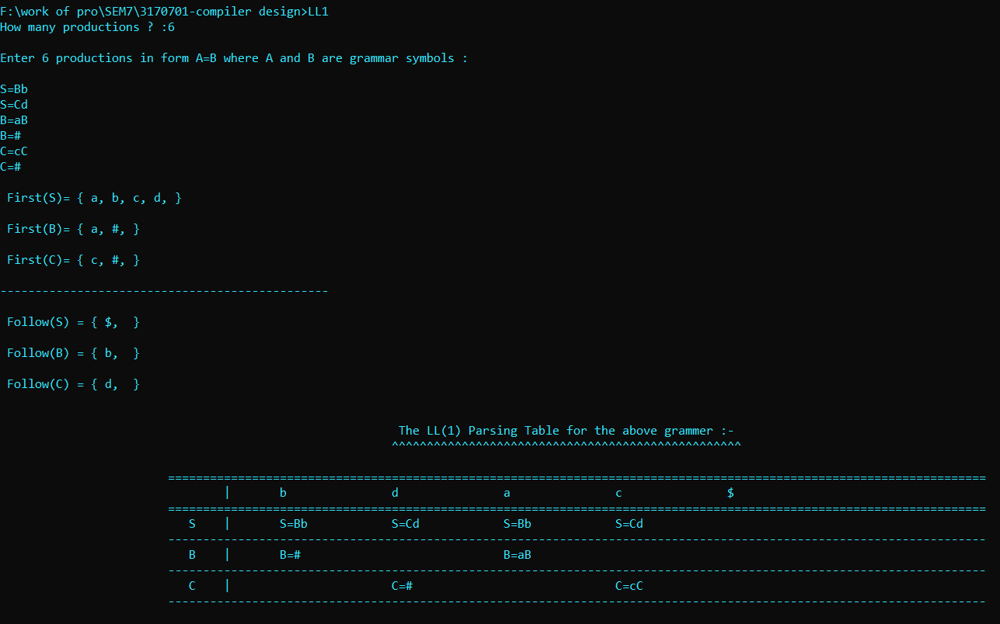 F:\work of pro\SEM7\3170701-compiler design>LL1
How many productions ? :6
Enter 6 productions in form A=B where A and B are grammar symbols :
S=Bb
S=Cd
B=aB
B=#
C=cC
C=#
First(S)= { a, b, c, d, }
First(B)= { a, #, }
First(C)= { c, #, }
-----------------------------------------------
Follow(S) = { $,  }
Follow(B) = { b,  }
Follow(C) = { d,  }
The LL(1) Parsing Table for the above grammer :-
^^^^^^^^^^^^^^^^^^^^^^^^^^^^^^^^^^^^^^^^^^^^^^^^^^
=====================================================================================================================
| b d a c $
=====================================================================================================================
S | S=Bb S=Cd S=Bb S=Cd
---------------------------------------------------------------------------------------------------------------------
B | B=# B=aB
---------------------------------------------------------------------------------------------------------------------
C | C=# C=cC
---------------------------------------------------------------------------------------------------------------------